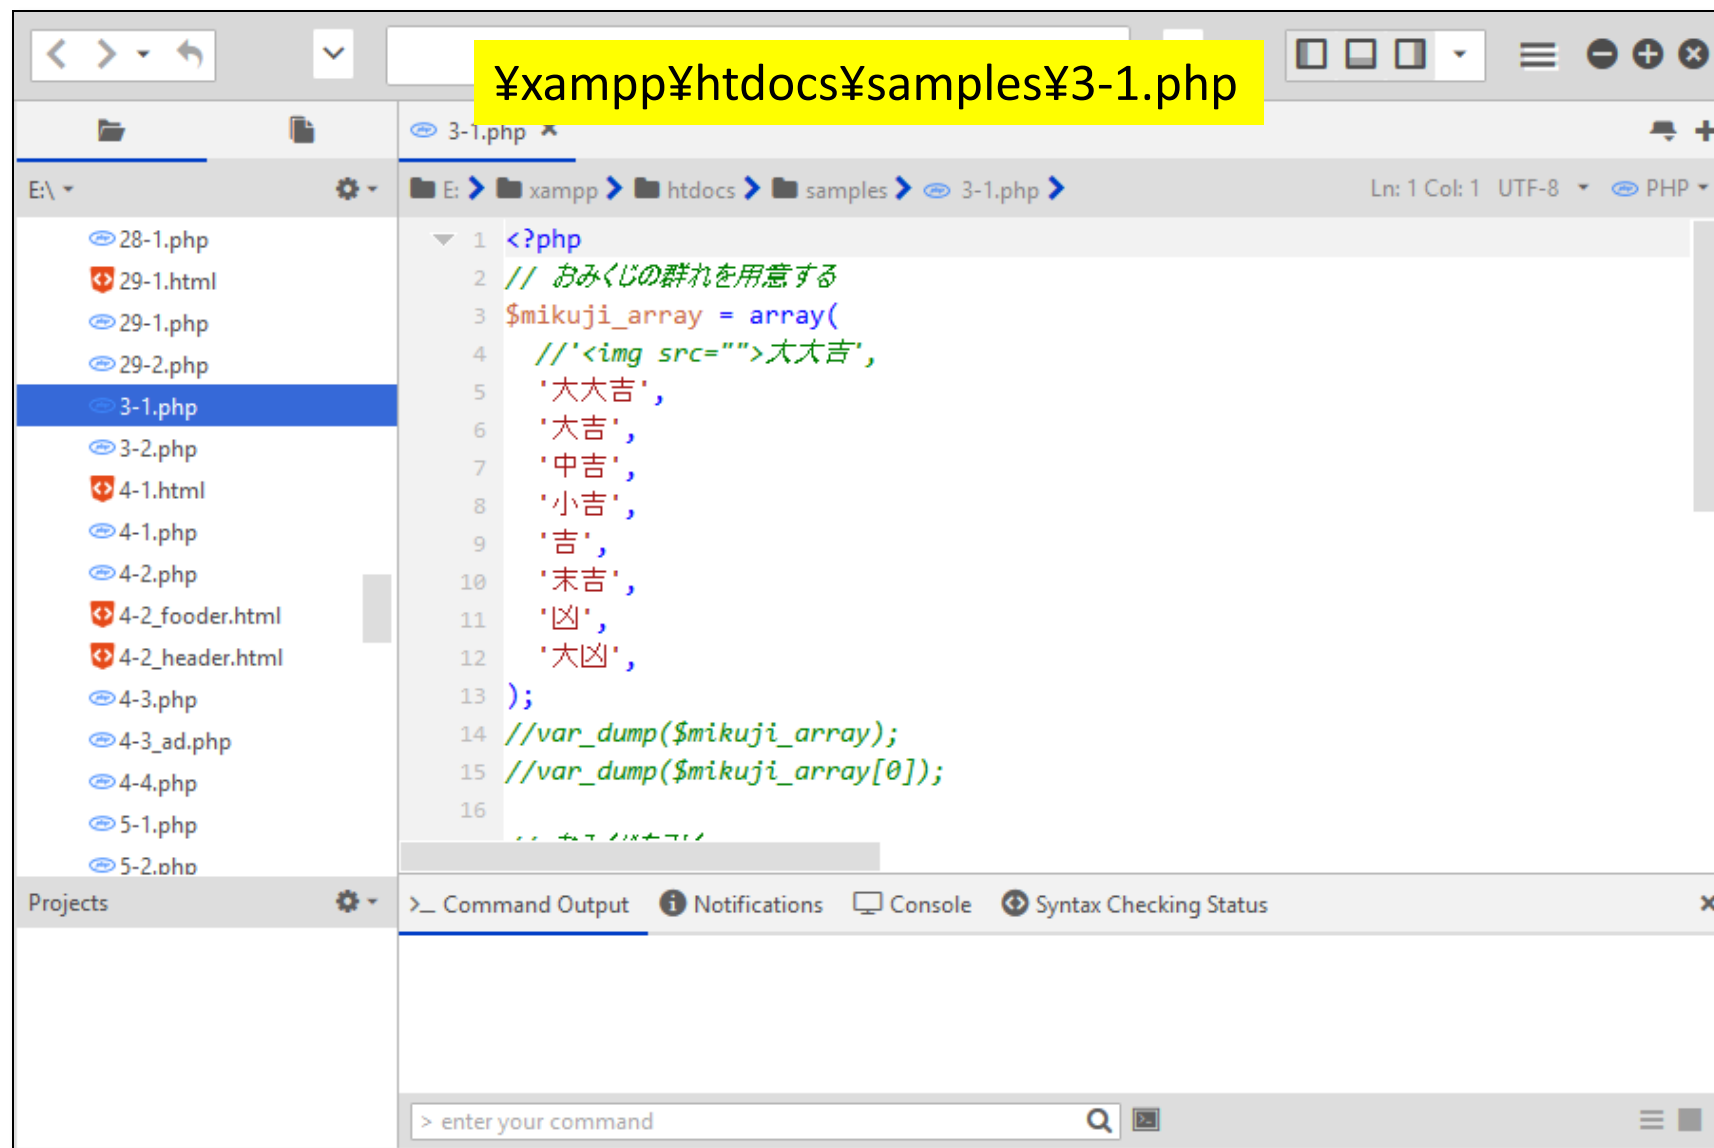 ¥xampp¥htdocs¥samples¥3-1.php
3-1.php
E:\
E: xampp htdocs samples 3-1.php
Ln: 1 Col: 1 UTF-8 PHP
28-1.php
29-1.html
29-1.php
29-2.php
3-1.php
3-2.php
4-1.html
4-1.php
4-2.php
4-2_fooder.html
4-2_header.html
4-3.php
4-3_ad.php
4-4.php
5-1.php
5-2.php
1 <?php
2 // おみくじの群れを用意する
3 $mikuji_array = array(
4 //'<img src="">大大吉',
5 '大大吉',
6 '大吉',
7 '中吉',
8 '小吉',
9 '吉',
10 '末吉',
11 '凶',
12 '大凶',
13 );
14 //var_dump($mikuji_array);
15 //var_dump($mikuji_array[0]);
16
Projects
>_ Command Output Notifications Console Syntax Checking Status
> enter your command